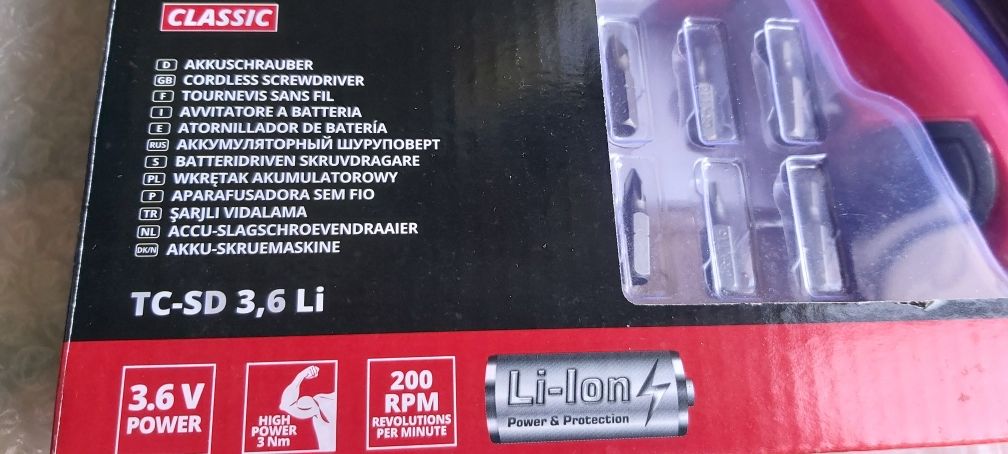 CLASSIC
D AKKUSCHRAUBER
GB CORDLESS SCREWDRIVER
F TOURNEVIS SANS FIL
I AVVITATORE A BATTERIA
E ATORNILLADOR DE BATERÍA
RUS АККУМУЛЯТОРНЫЙ ШУРУПОВЕРТ
S BATTERIDRIVEN SKRUVDRAGARE
PL WKRĘTAK AKUMULATOROWY
P APARAFUSADORA SEM FIO
TR ŞARJLI VIDALAMA
NL ACCU-SLAGSCHROEVENDRAAIER
DK/N AKKU-SKRUEMASKINE
TC-SD 3,6 Li
3.6 V
POWER
HIGH
POWER
3 Nm
200
RPM
REVOLUTIONS
PER MINUTE
Li-Ion
Power & Protection